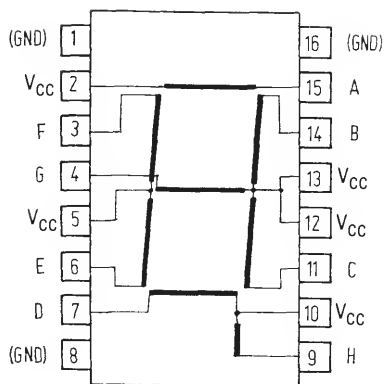 (GND) 1 16 (GND)
VCC 2 15 A
F 3 14 B
G 4 13 VCC
VCC 5 12 VCC
E 6 11 C
D 7 10 VCC
(GND) 8 9 H